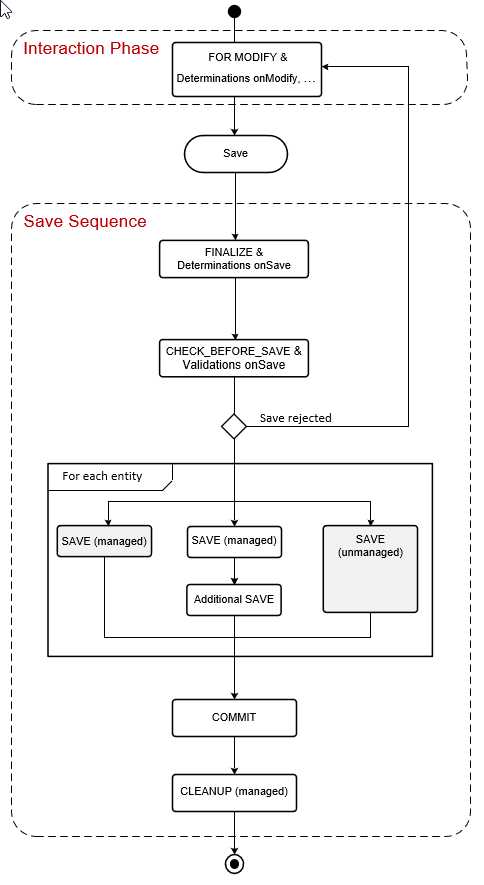 Interaction Phase
FOR MODIFY &
Determinations onModify, ...
Save
Save Sequence
FINALIZE &
Determinations onSave
CHECK_BEFORE_SAVE &
Validations onSave
Save rejected
For each entity
SAVE (managed)
SAVE (managed)
SAVE
(unmanaged)
Additional SAVE
COMMIT
CLEANUP (managed)